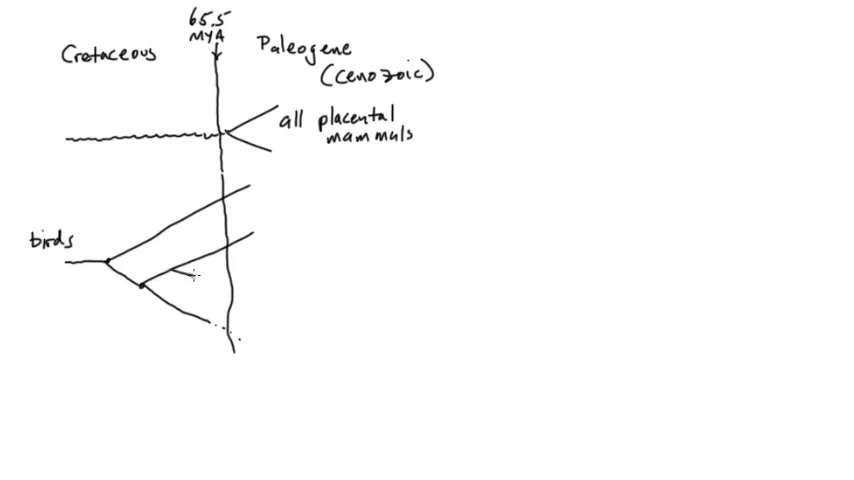 65.5
MYA
Cretaceous
Paleogene
(Cenozoic)
all placental
mammals
birds